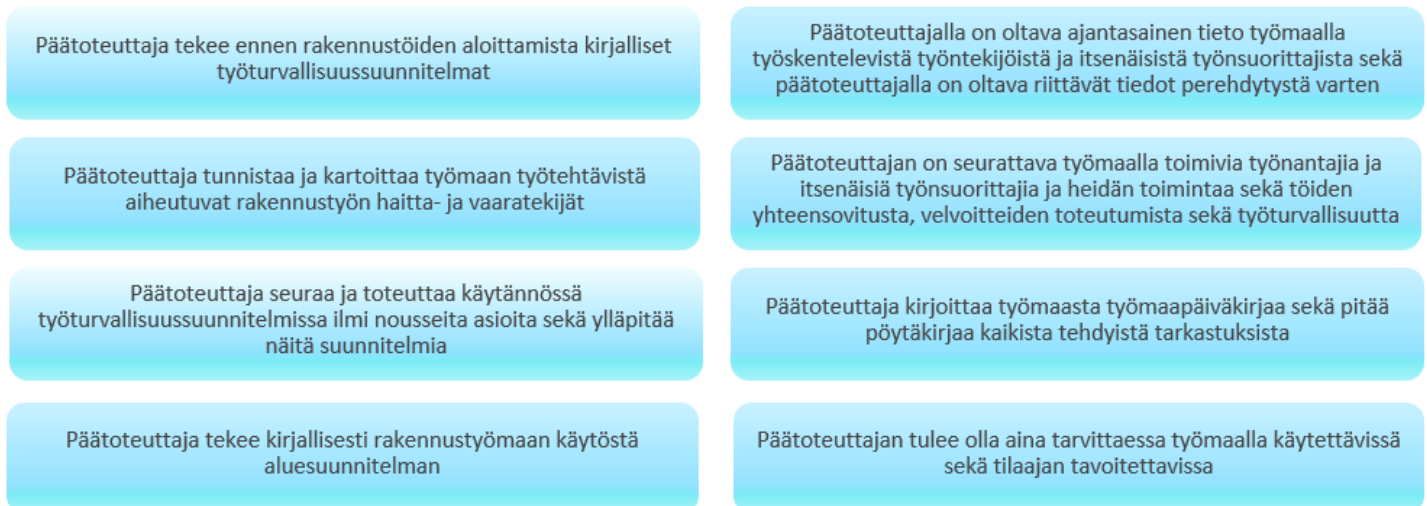 Päätoteuttaja tekee ennen rakennustöiden aloittamista kirjalliset
työturvallisuussuunnitelmat
Päätoteuttaja tunnistaa ja kartoittaa työmaan työtehtävistä
aiheutuvat rakennustyön haitta- ja vaaratekijät
Päätoteuttaja seuraa ja toteuttaa käytännössä
työturvallisuussuunnitelmissa ilmi nousseita asioita sekä ylläpitää
näitä suunnitelmia
Päätoteuttaja tekee kirjallisesti rakennustyömaan käytöstä
aluesuunnitelman
Päätoteuttajalla on oltava ajantasainen tieto työmaalla
työskentelevistä työntekijöistä ja itsenäisistä työnsuorittajista sekä
päätoteuttajalla on oltava riittävät tiedot perehdytystä varten
Päätoteuttajan on seurattava työmaalla toimivia työnantajia ja
itsenäisiä työnsuorittajia ja heidän toimintaa sekä töiden
yhteensovitusta, velvoitteiden toteutumista sekä työturvallisuutta
Päätoteuttaja kirjoittaa työmaasta työmaapäiväkirjaa sekä pitää
pöytäkirjaa kaikista tehdyistä tarkastuksista
Päätoteuttajan tulee olla aina tarvittaessa työmaalla käytettävissä
sekä tilaajan tavoitettavissa